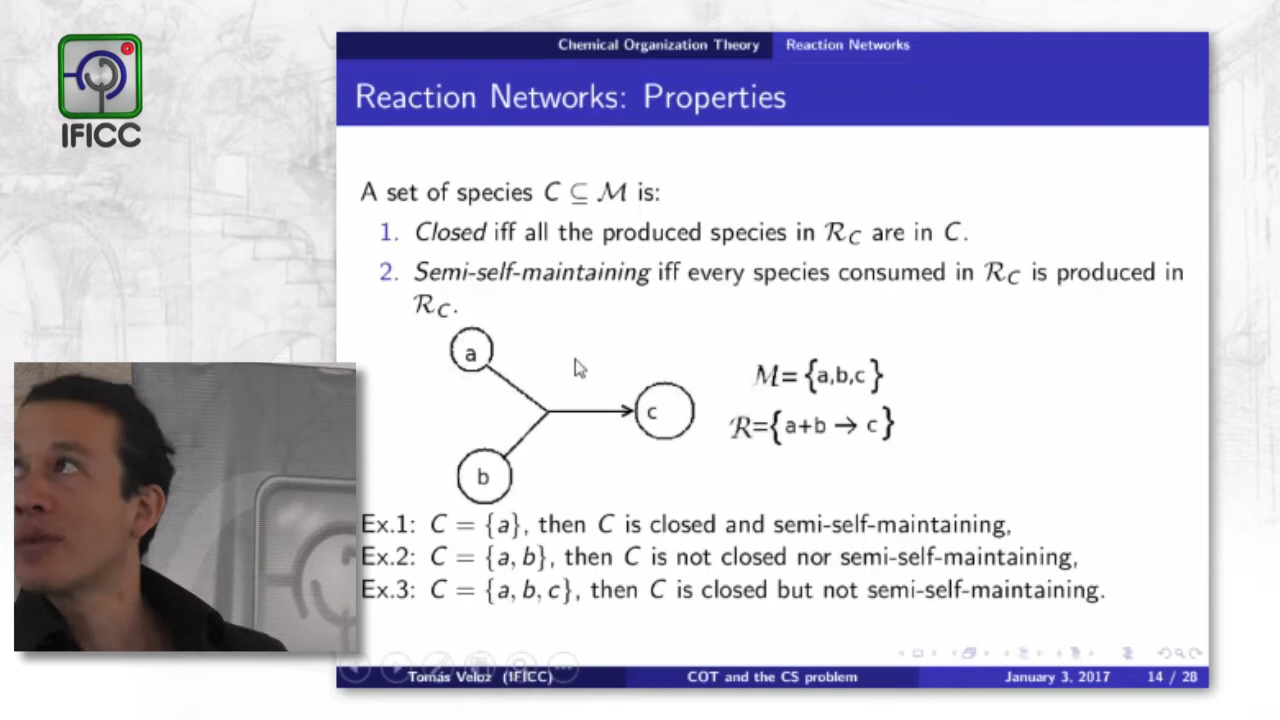 IFICC
Chemical Organization Theory Reaction Networks
Reaction Networks: Properties
A set of species C ⊆ M is:
1. Closed iff all the produced species in R_C are in C.
2. Semi-self-maintaining iff every species consumed in R_C is produced in
R_C.
a
b
c
M={a,b,c}
R={a+b → c}
Ex.1: C = {a}, then C is closed and semi-self-maintaining,
Ex.2: C = {a, b}, then C is not closed nor semi-self-maintaining,
Ex.3: C = {a, b, c}, then C is closed but not semi-self-maintaining.
Tomás Veloz (IFICC) COT and the CS problem January 3, 2017 14 / 28